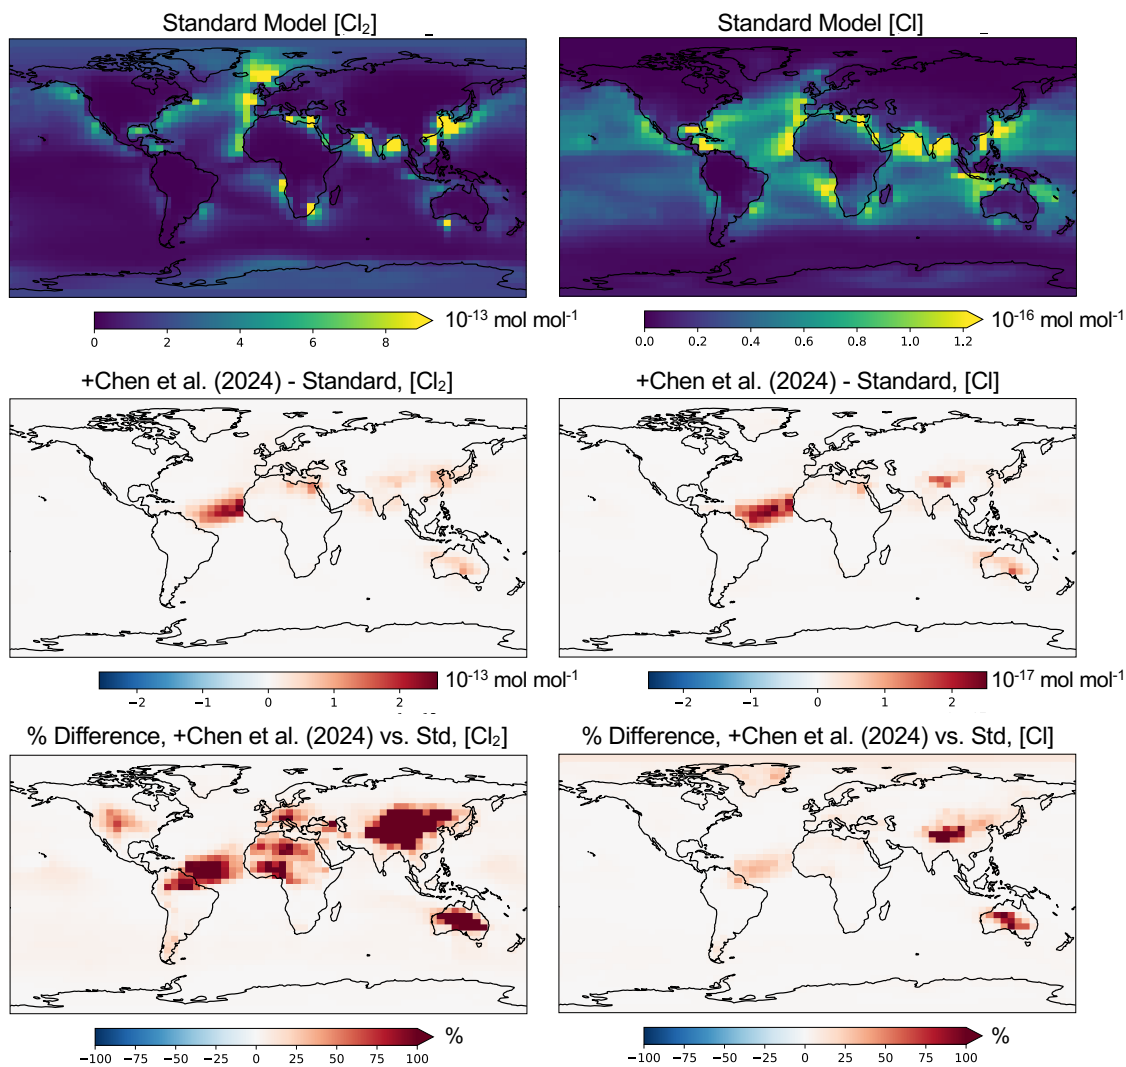 Standard Model [Cl₂]
Standard Model [Cl]
0 2 4 6 8 10⁻¹³ mol mol⁻¹
0.0 0.2 0.4 0.6 0.8 1.0 1.2 10⁻¹⁶ mol mol⁻¹
+Chen et al. (2024) - Standard, [Cl₂]
+Chen et al. (2024) - Standard, [Cl]
−2 −1 0 1 2 10⁻¹³ mol mol⁻¹
−2 −1 0 1 2 10⁻¹⁷ mol mol⁻¹
% Difference, +Chen et al. (2024) vs. Std, [Cl₂]
% Difference, +Chen et al. (2024) vs. Std, [Cl]
−100 −75 −50 −25 0 25 50 75 100 %
−100 −75 −50 −25 0 25 50 75 100 %